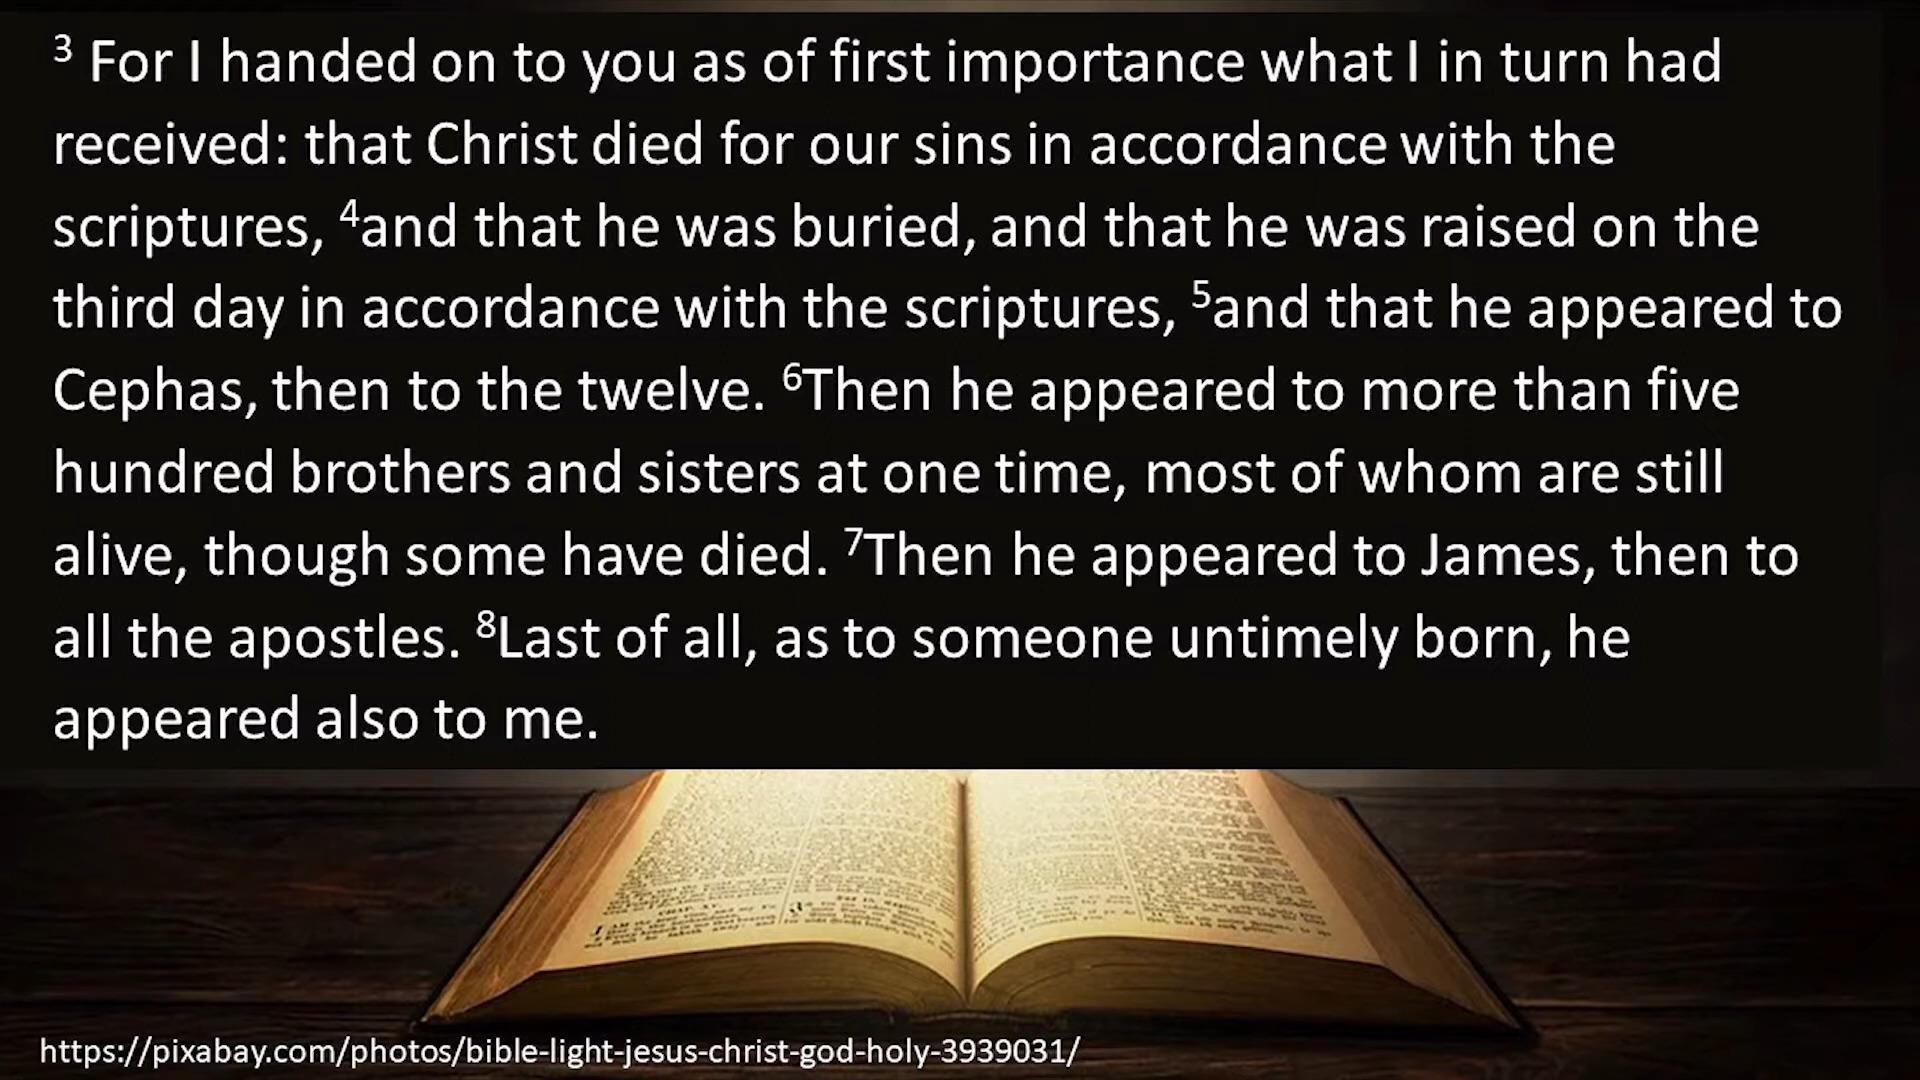 3 For I handed on to you as of first importance what I in turn had
received: that Christ died for our sins in accordance with the
scriptures, 4and that he was buried, and that he was raised on the
third day in accordance with the scriptures, 5and that he appeared to
Cephas, then to the twelve. 6Then he appeared to more than five
hundred brothers and sisters at one time, most of whom are still
alive, though some have died. 7Then he appeared to James, then to
all the apostles. 8Last of all, as to someone untimely born, he
appeared also to me.
https://pixabay.com/photos/bible-light-jesus-christ-god-holy-3939031/